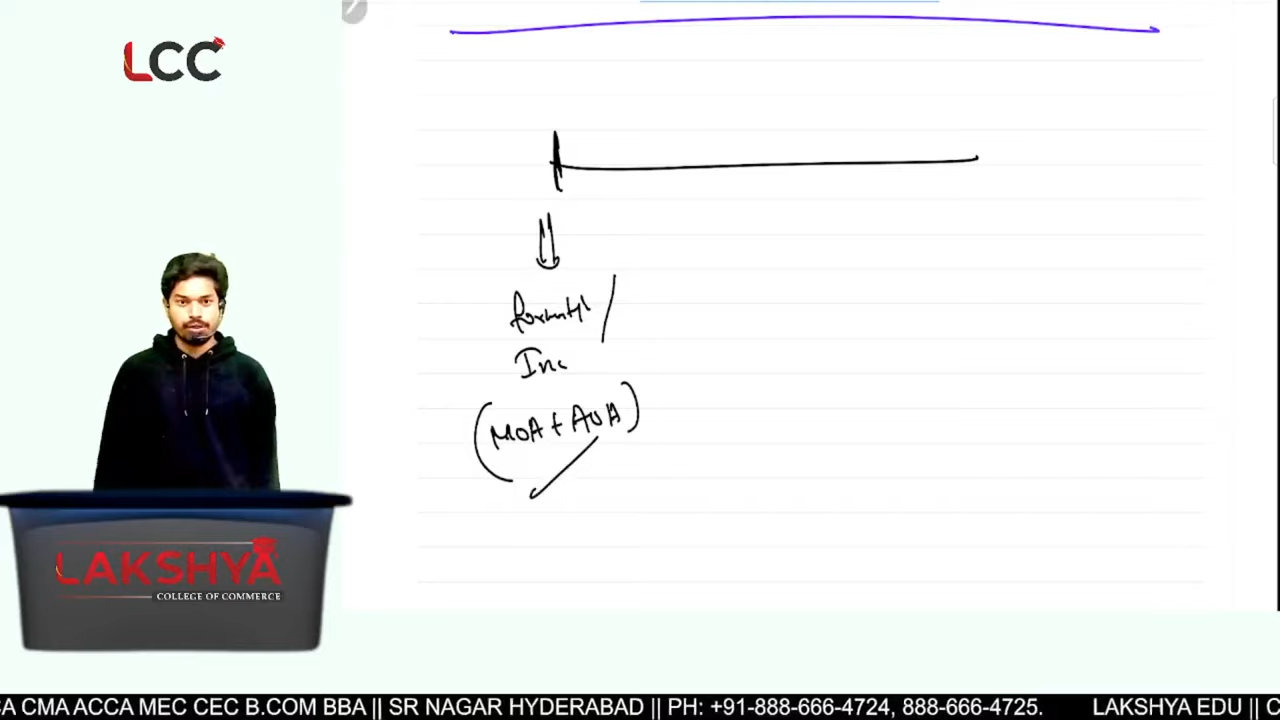 LCC
Inc
(MOA + AOA)
LAKSHYA
COLLEGE OF COMMERCE
CA CMA ACCA MEC CEC B.COM BBA || SR NAGAR HYDERABAD || PH: +91-888-666-4724, 888-666-4725. LAKSHYA EDU || C